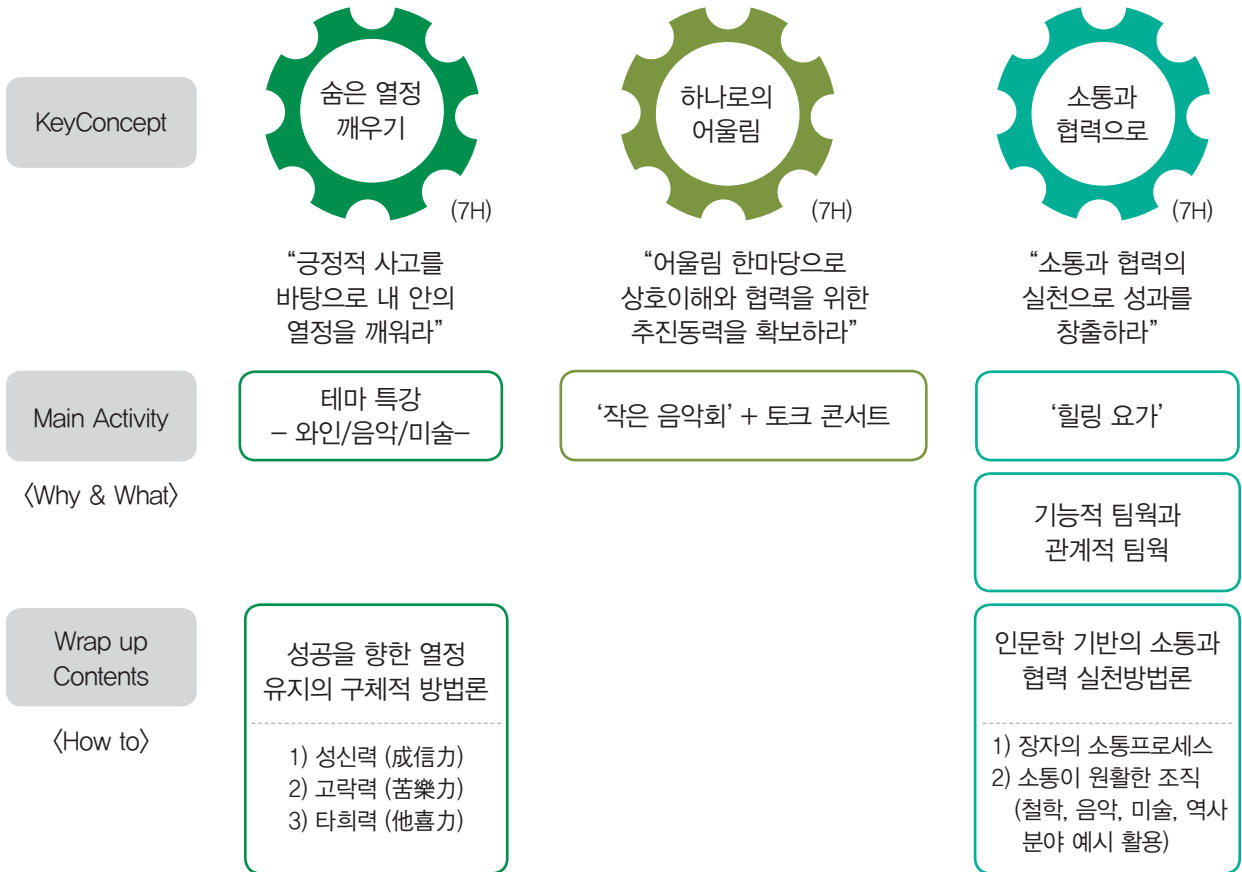 KeyConcept
숨은 열정
깨우기
(7H)
하나로의
어울림
(7H)
소통과
협력으로
(7H)
“긍정적 사고를
바탕으로 내 안의
열정을 깨워라”
“어울림 한마당으로
상호이해와 협력을 위한
추진동력을 확보하라”
“소통과 협력의
실천으로 성과를
창출하라”
Main Activity
〈Why & What〉
테마 특강
– 와인/음악/미술–
‘작은 음악회’ + 토크 콘서트
‘힐링 요가’
기능적 팀웍과
관계적 팀웍
Wrap up
Contents
〈How to〉
성공을 향한 열정
유지의 구체적 방법론
1) 성신력 (成信力)
2) 고락력 (苦樂力)
3) 타희력 (他喜力)
인문학 기반의 소통과
협력 실천방법론
1) 장자의 소통프로세스
2) 소통이 원활한 조직
(철학, 음악, 미술, 역사
분야 예시 활용)